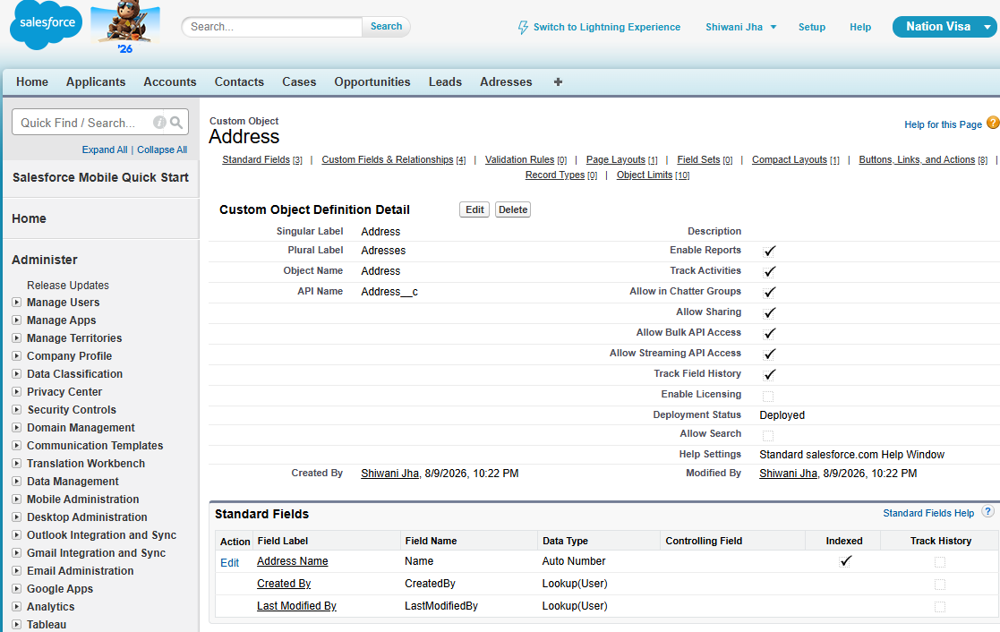 salesforce
'26
Search...
Search
Switch to Lightning Experience
Shiwani Jha
Setup
Help
Nation Visa
Home Applicants Accounts Contacts Cases Opportunities Leads Adresses +
Quick Find / Search...
Expand All | Collapse All
Salesforce Mobile Quick Start
Home
Administer
Release Updates
Manage Users
Manage Apps
Manage Territories
Company Profile
Data Classification
Privacy Center
Security Controls
Domain Management
Communication Templates
Translation Workbench
Data Management
Mobile Administration
Desktop Administration
Outlook Integration and Sync
Gmail Integration and Sync
Email Administration
Google Apps
Analytics
Tableau
Custom Object
Address
Help for this Page ?
Standard Fields [3] | Custom Fields & Relationships [4] | Validation Rules [0] | Page Layouts [1] | Field Sets [0] | Compact Layouts [1] | Buttons, Links, and Actions [8] |
Record Types [0] | Object Limits [10]
Custom Object Definition Detail Edit Delete
Singular Label Address Description
Plural Label Adresses Enable Reports ✓
Object Name Address Track Activities ✓
API Name Address__c Allow in Chatter Groups ✓
Allow Sharing ✓
Allow Bulk API Access ✓
Allow Streaming API Access ✓
Track Field History ✓
Enable Licensing
Deployment Status Deployed
Allow Search
Help Settings Standard salesforce.com Help Window
Created By Shiwani Jha, 8/9/2026, 10:22 PM Modified By Shiwani Jha, 8/9/2026, 10:22 PM
Standard Fields Standard Fields Help ?
Action Field Label Field Name Data Type Controlling Field Indexed Track History
Edit Address Name Name Auto Number ✓
Created By CreatedBy Lookup(User)
Last Modified By LastModifiedBy Lookup(User)